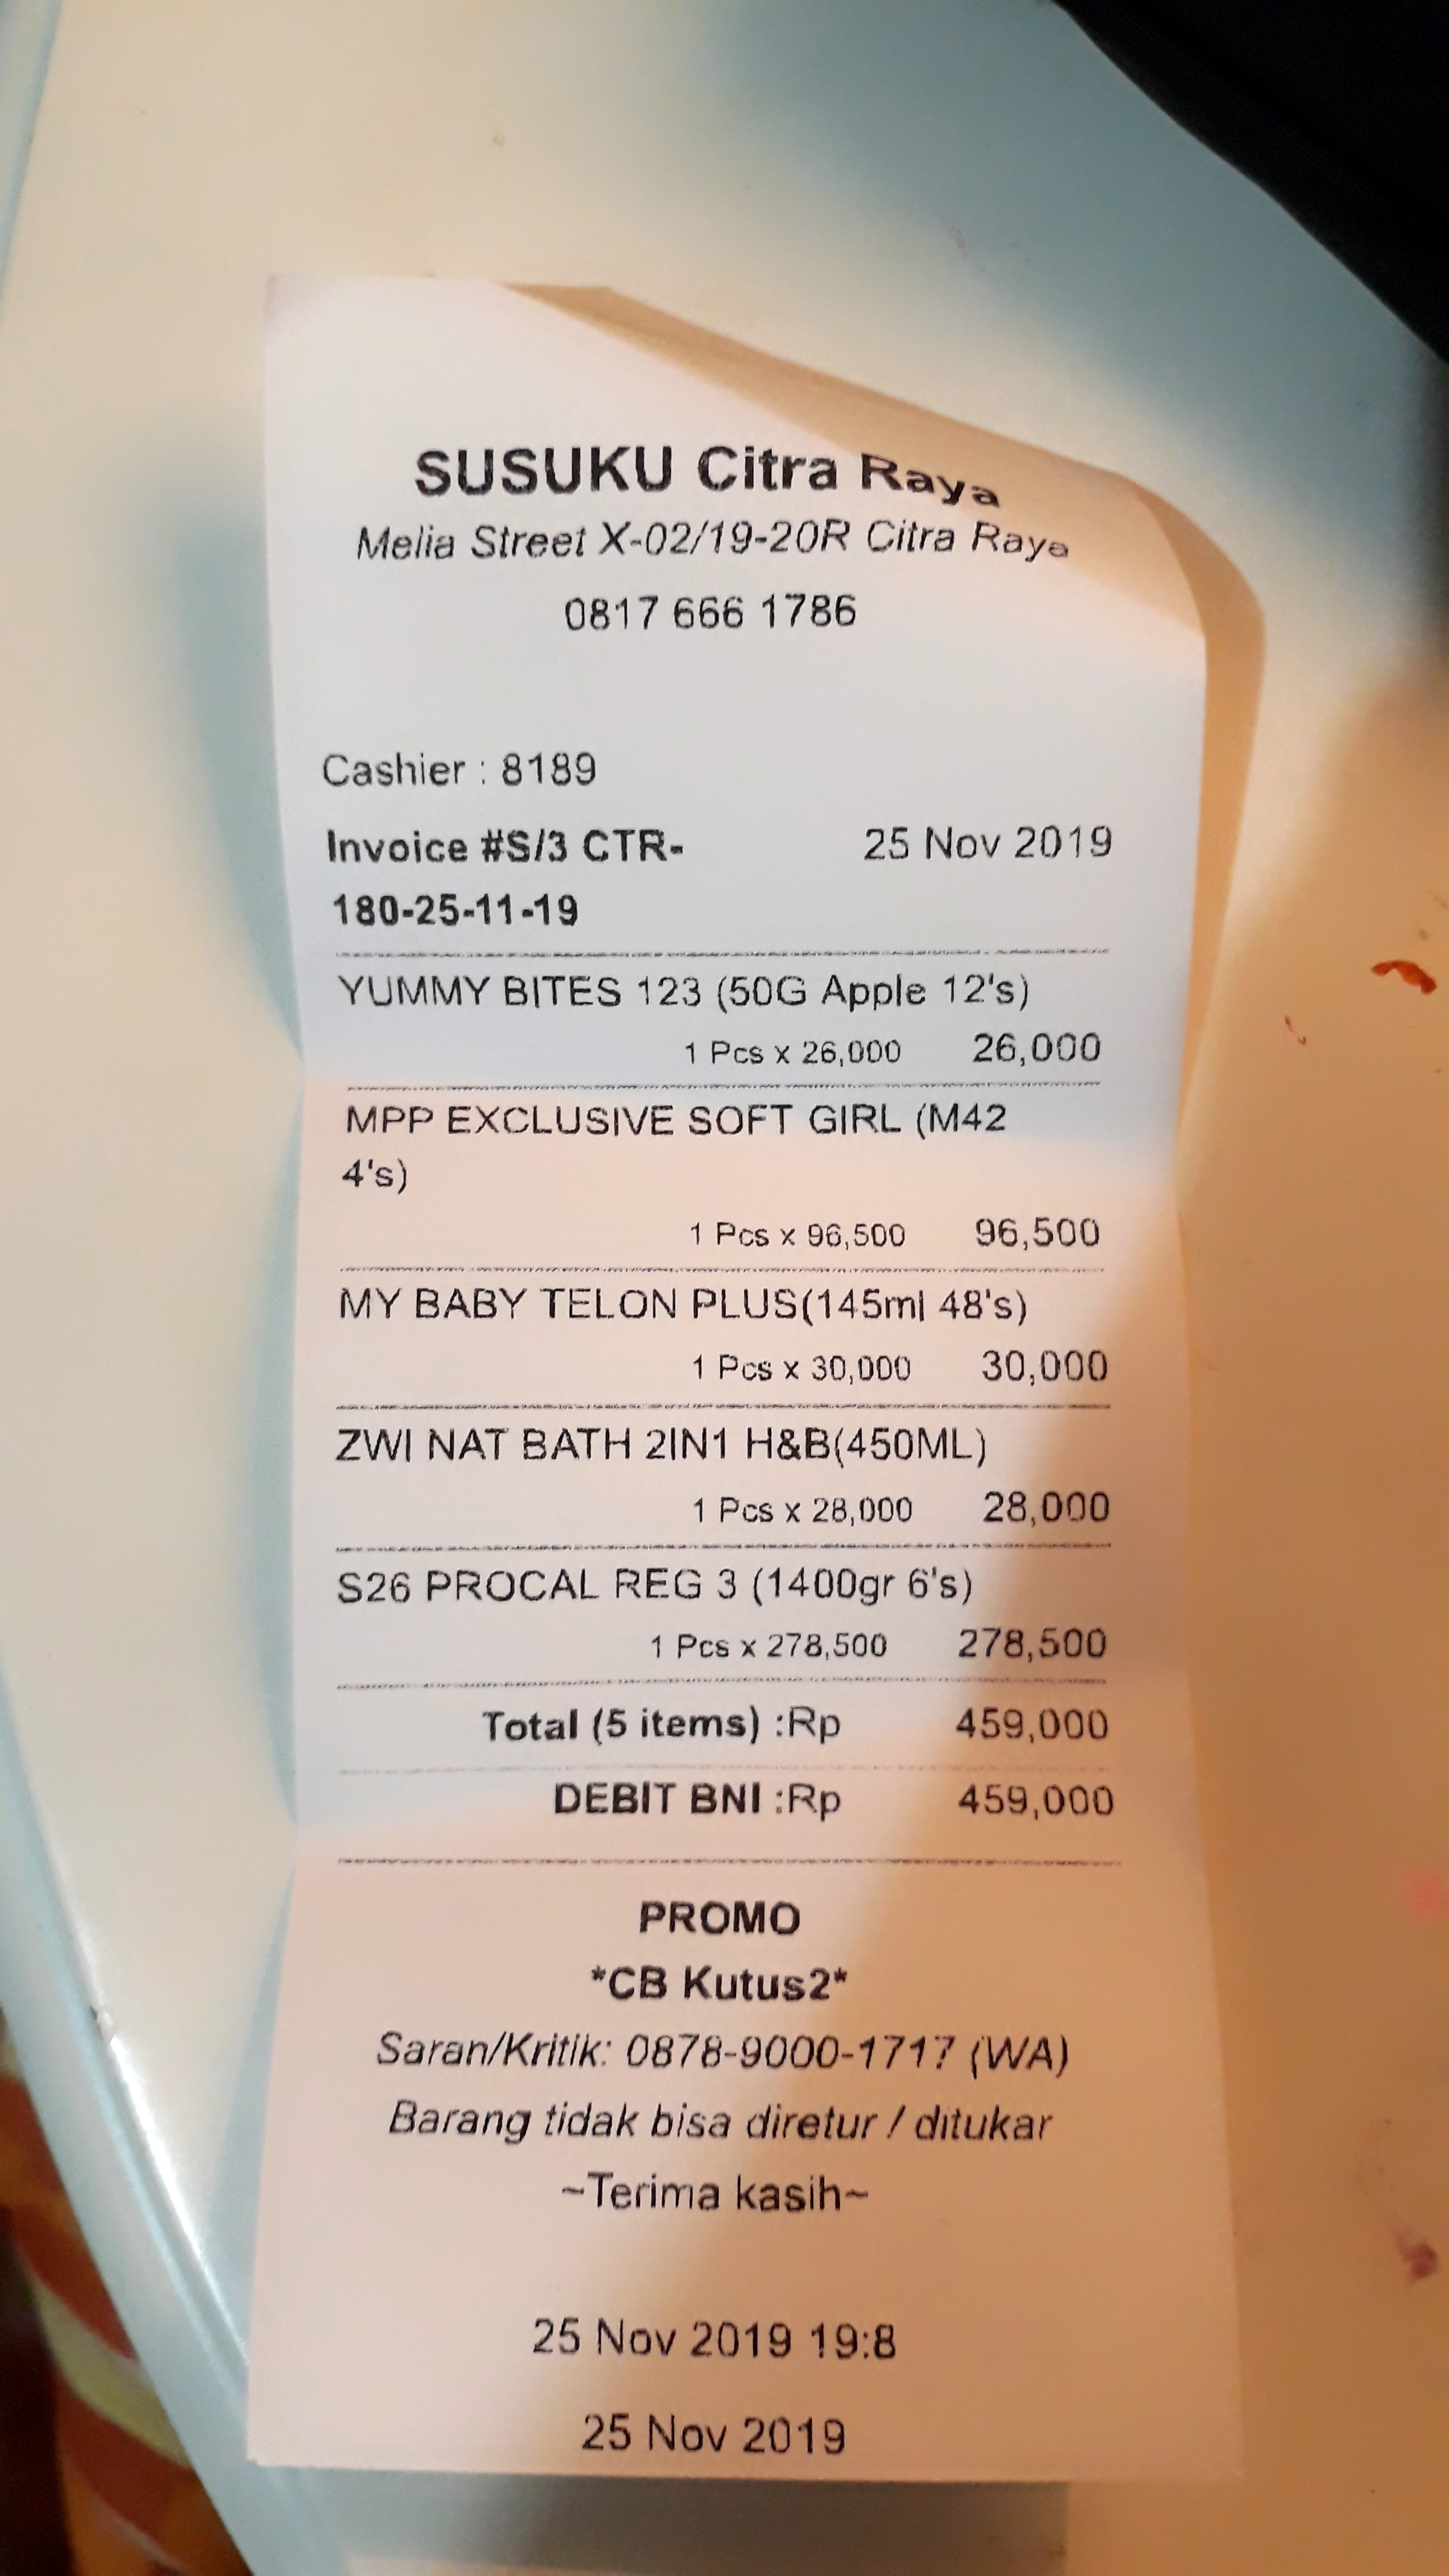 SUSUKU Citra Raya
Melia Street X-02/19-20R Citra Raya
0817 666 1786
Cashier : 8189
Invoice #S/3 CTR- 25 Nov 2019
180-25-11-19
YUMMY BITES 123 (50G Apple 12's)
1 Pcs x 26,000 26,000
MPP EXCLUSIVE SOFT GIRL (M42
4's)
1 Pcs x 96,500 96,500
MY BABY TELON PLUS(145ml 48's)
1 Pcs x 30,000 30,000
ZWI NAT BATH 2IN1 H&B(450ML)
1 Pcs x 28,000 28,000
S26 PROCAL REG 3 (1400gr 6's)
1 Pcs x 278,500 278,500
Total (5 items) :Rp 459,000
DEBIT BNI :Rp 459,000
PROMO
*CB Kutus2*
Saran/Kritik: 0878-9000-1717 (WA)
Barang tidak bisa diretur / ditukar
~Terima kasih~
25 Nov 2019 19:8
25 Nov 2019